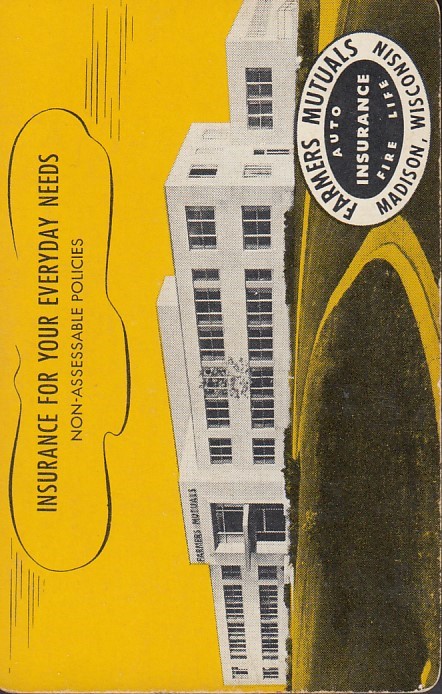 INSURANCE FOR YOUR EVERYDAY NEEDS
NON-ASSESSABLE POLICIES
FARMERS MUTUALS
FARMERS MUTUALS
AUTO
INSURANCE
FIRE LIFE
MADISON, WISCONSIN